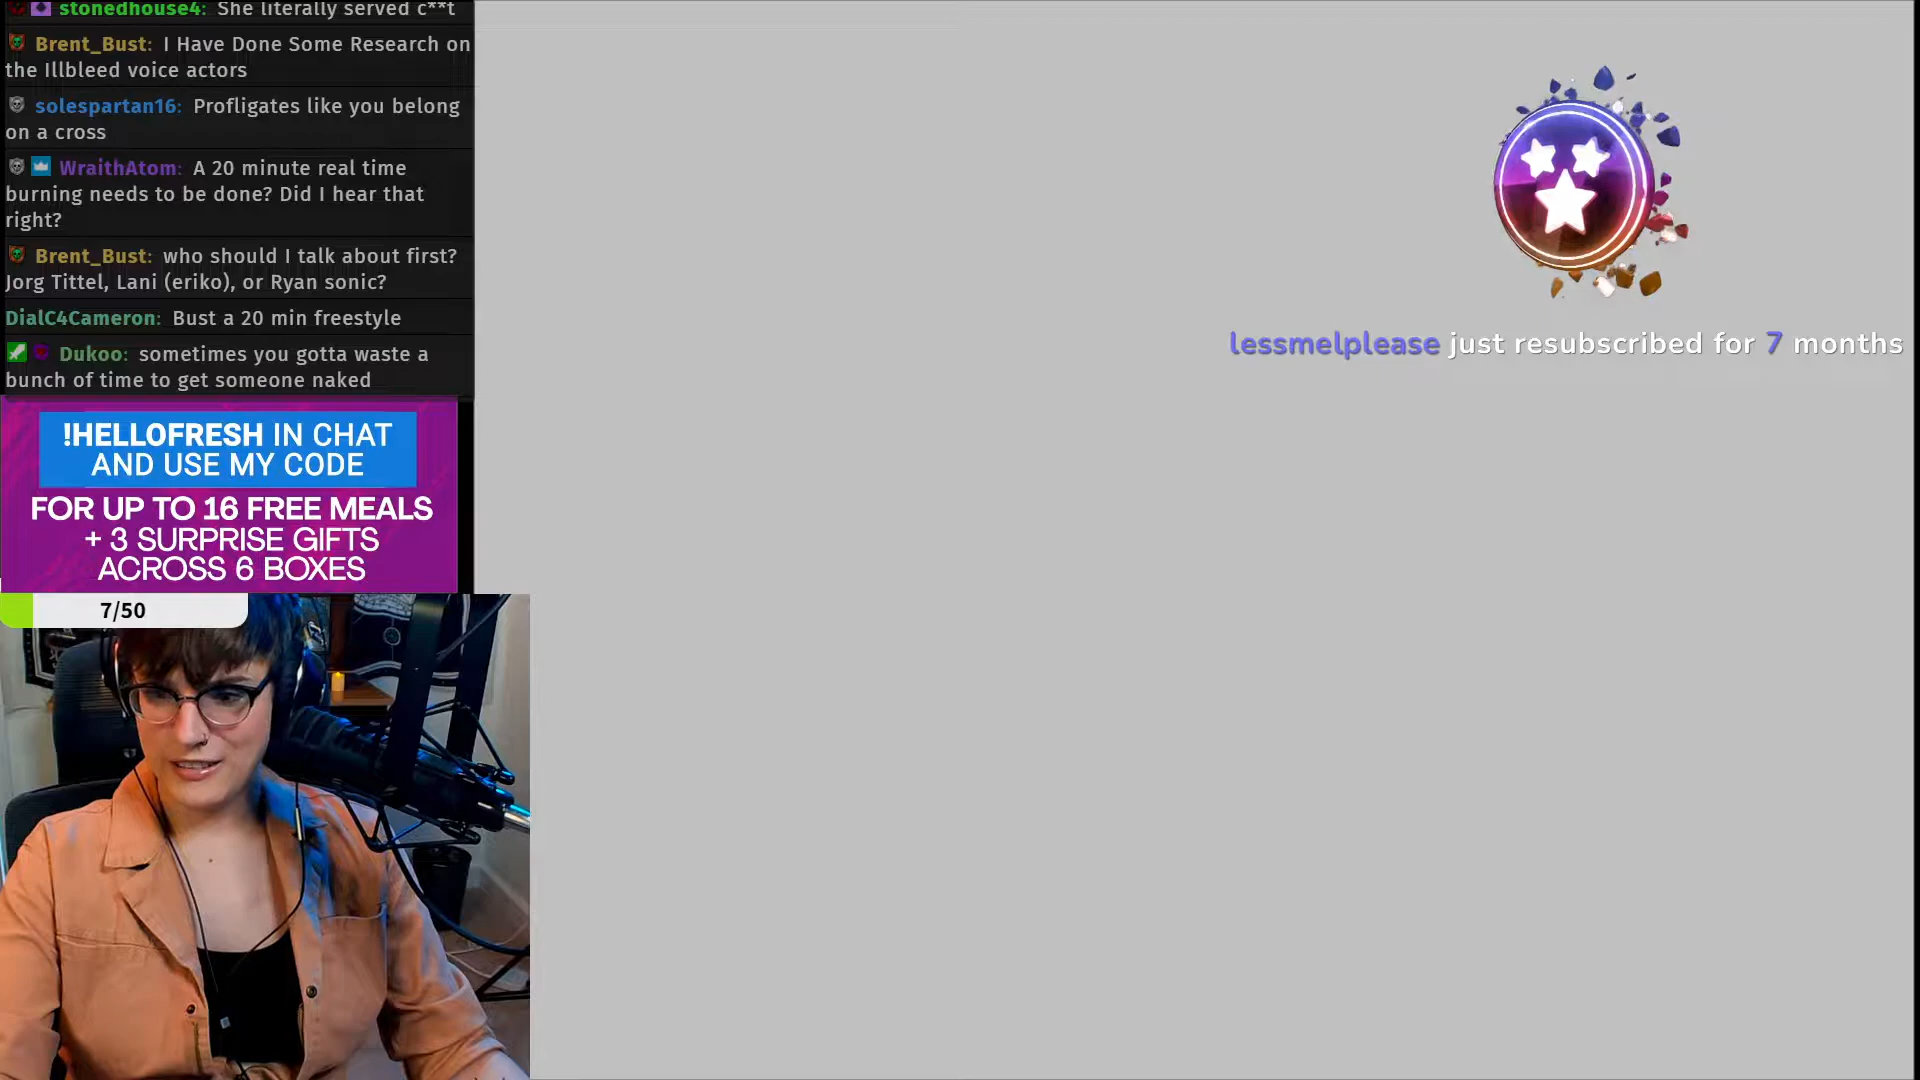 stonedhouse4: She literally served c**t
Brent_Bust: I Have Done Some Research on
the Illbleed voice actors
solespartan16: Profligates like you belong
on a cross
WraithAtom: A 20 minute real time
burning needs to be done? Did I hear that
right?
Brent_Bust: who should I talk about first?
Jorg Tittel, Lani (eriko), or Ryan sonic?
DialC4Cameron: Bust a 20 min freestyle
Dukoo: sometimes you gotta waste a
bunch of time to get someone naked
!HELLOFRESH IN CHAT
AND USE MY CODE
FOR UP TO 16 FREE MEALS
+ 3 SURPRISE GIFTS
ACROSS 6 BOXES
7/50
lessmelplease just resubscribed for 7 months